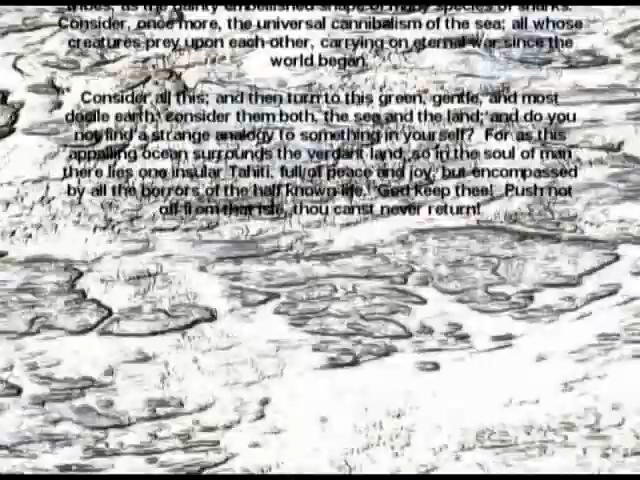 tribes, as the dainty embellished shape of many species of sharks.
Consider, once more, the universal cannibalism of the sea; all whose
creatures prey upon each other, carrying on eternal war since the
world began.
Consider all this; and then turn to this green, gentle, and most
docile earth; consider them both, the sea and the land; and do you
not find a strange analogy to something in yourself? For as this
appalling ocean surrounds the verdant land, so in the soul of man
there lies one insular Tahiti, full of peace and joy, but encompassed
by all the horrors of the half known life. God keep thee! Push not
off from that isle, thou canst never return!